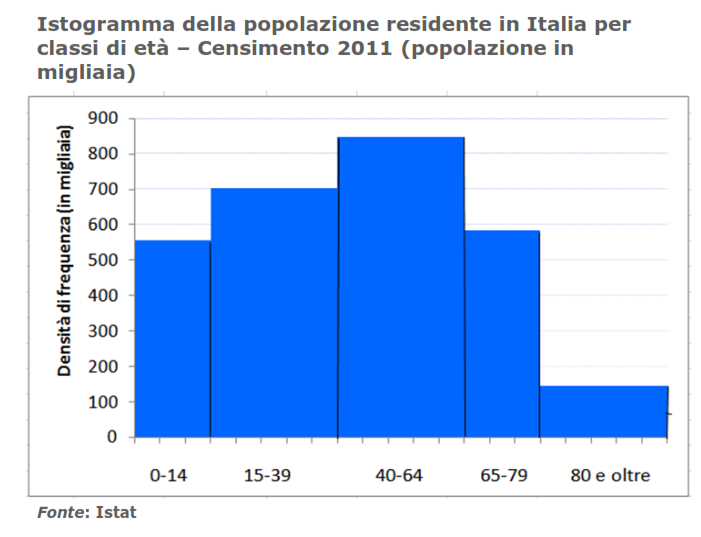 Istogramma della popolazione residente in Italia per
classi di età – Censimento 2011 (popolazione in
migliaia)
Densità di frequenza (in migliaia)
900
800
700
600
500
400
300
200
100
0
0-14 15-39 40-64 65-79 80 e oltre
Fonte: Istat